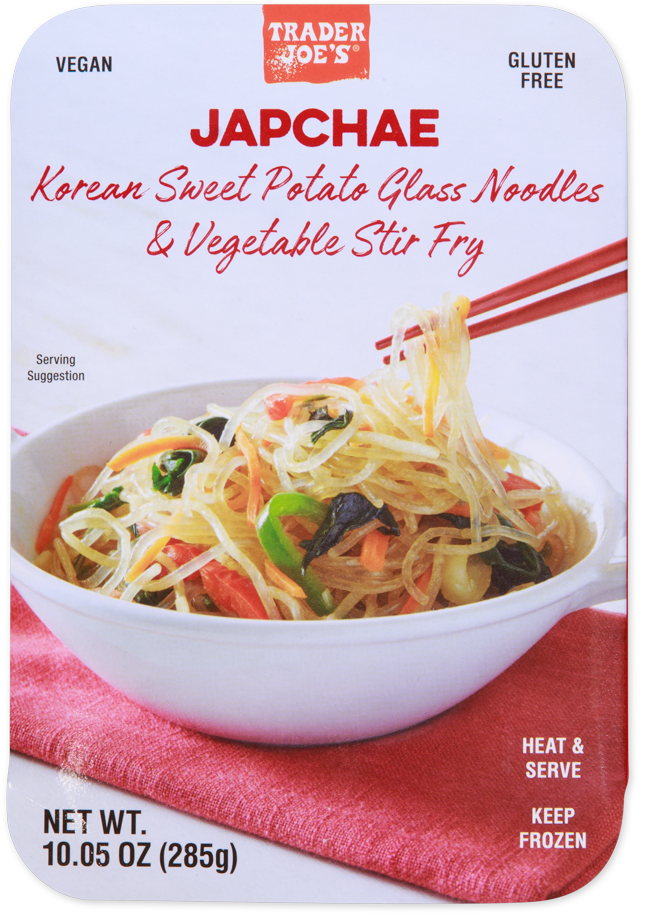 TRADER
JOE'S®
VEGAN
GLUTEN
FREE
JAPCHAE
Korean Sweet Potato Glass Noodles
& Vegetable Stir Fry
Serving
Suggestion
HEAT &
SERVE
KEEP
FROZEN
NET WT.
10.05 OZ (285g)